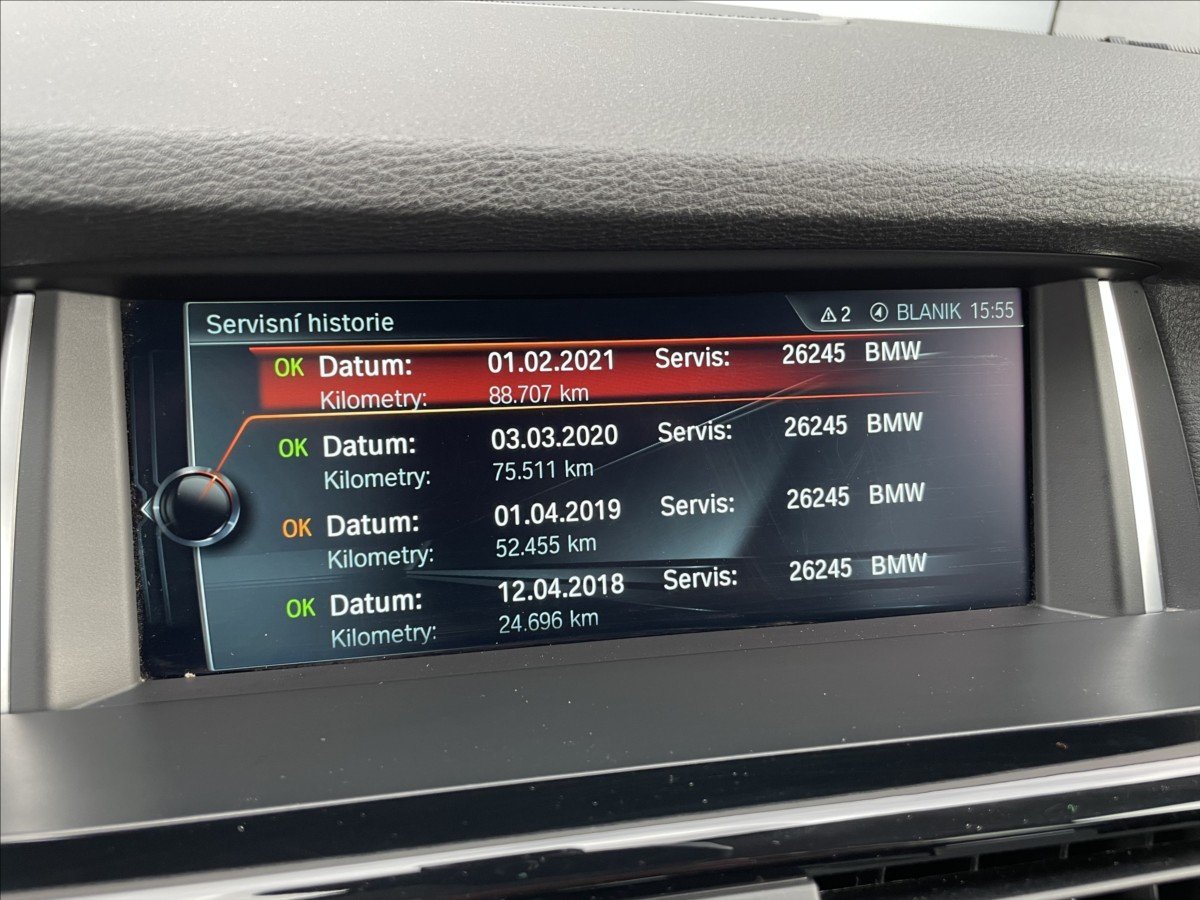 Servisní historie 2 BLANIK 15:55
OK Datum: 01.02.2021 Servis: 26245 BMW
Kilometry: 88.707 km
OK Datum: 03.03.2020 Servis: 26245 BMW
Kilometry: 75.511 km
OK Datum: 01.04.2019 Servis: 26245 BMW
Kilometry: 52.455 km
OK Datum: 12.04.2018 Servis: 26245 BMW
Kilometry: 24.696 km